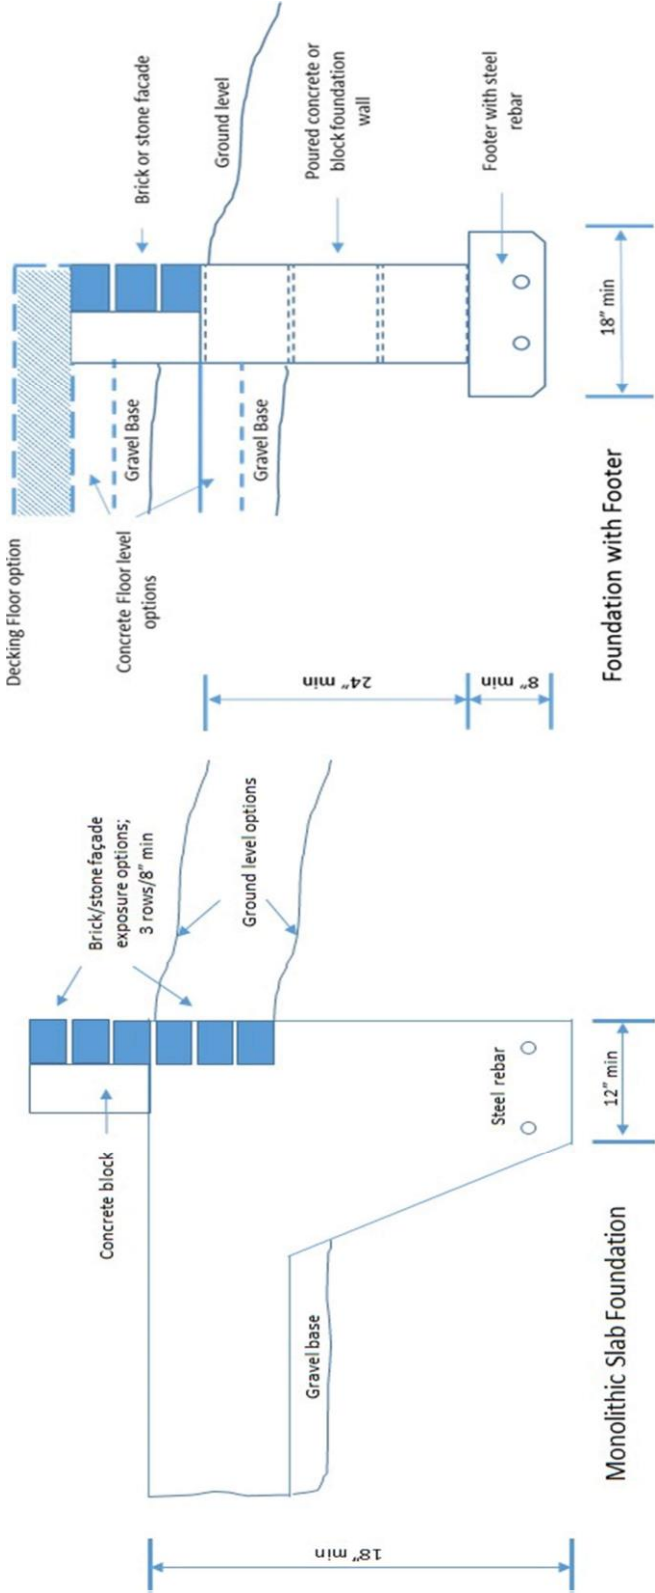 Brick/stone façade
exposure options;
3 rows/8” min
Concrete block
Ground level options
18” min
Gravel base
Steel rebar
12” min
Monolithic Slab Foundation
Decking Floor option
Brick or stone facade
Gravel Base
Concrete Floor level
options
Ground level
Gravel Base
Poured concrete or
block foundation
wall
24” min
Footer with steel
rebar
8” min
18” min
Foundation with Footer